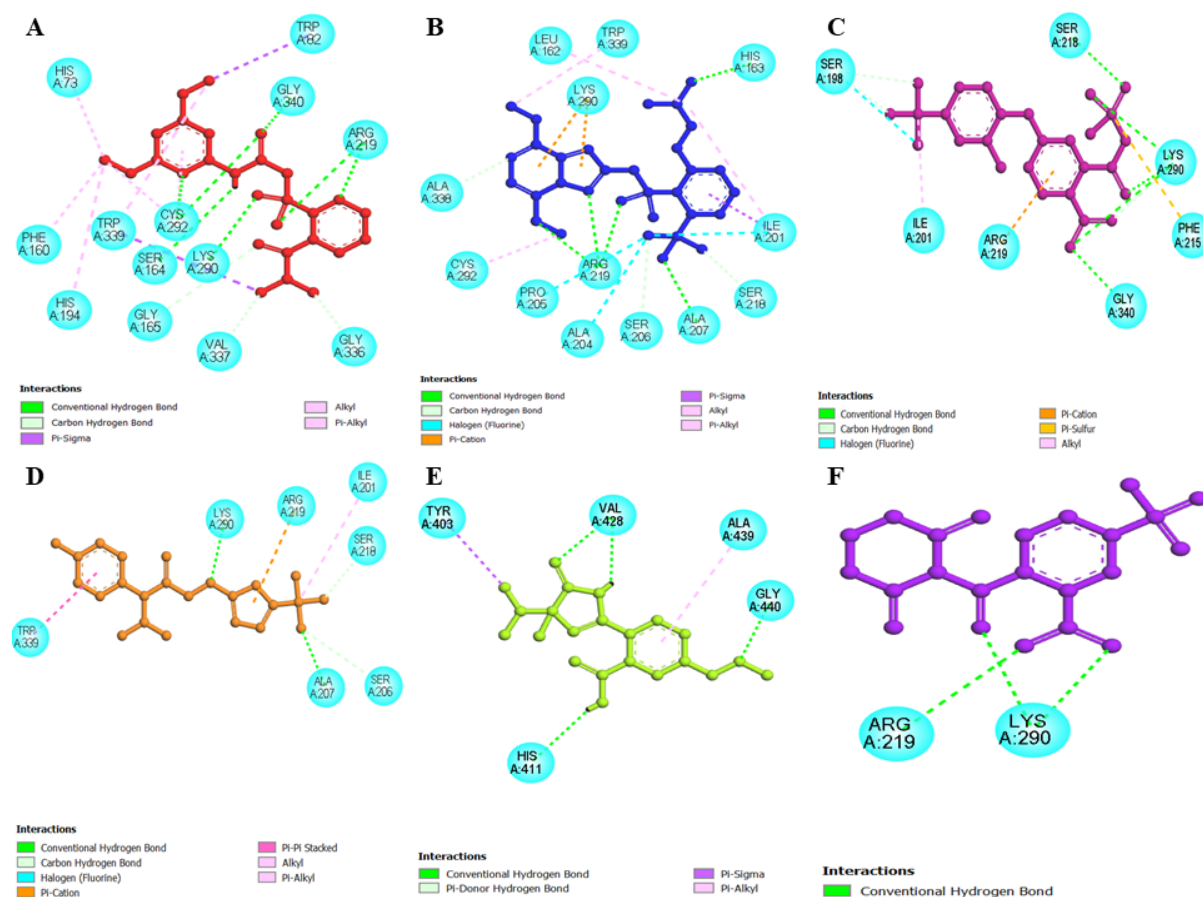 A
TRP
A:82
HIS
A:73
GLY
A:340
ARG
A:219
PHE
A:160
TRP
A:339
CYS
A:292
SER
A:164
LYS
A:290
HIS
A:194
GLY
A:165
VAL
A:337
GLY
A:336
Interactions
Conventional Hydrogen Bond
Carbon Hydrogen Bond
Pi-Sigma
Alkyl
Pi-Alkyl
B
LEU
A:162
TRP
A:339
HIS
A:163
LYS
A:290
ALA
A:338
ILE
A:201
CYS
A:292
ARG
A:219
PRO
A:205
SER
A:218
ALA
A:204
SER
A:206
ALA
A:207
Interactions
Conventional Hydrogen Bond
Carbon Hydrogen Bond
Halogen (Fluorine)
Pi-Cation
Pi-Sigma
Alkyl
Pi-Alkyl
C
SER
A:218
SER
A:198
LYS
A:290
ILE
A:201
ARG
A:219
PHE
A:215
GLY
A:340
Interactions
Conventional Hydrogen Bond
Carbon Hydrogen Bond
Halogen (Fluorine)
Pi-Cation
Pi-Sulfur
Alkyl
D
ILE
A:201
LYS
A:290
ARG
A:219
SER
A:218
TRP
A:339
ALA
A:207
SER
A:206
Interactions
Conventional Hydrogen Bond
Carbon Hydrogen Bond
Halogen (Fluorine)
Pi-Cation
Pi-Pi Stacked
Alkyl
Pi-Alkyl
E
TYR
A:403
VAL
A:428
ALA
A:439
GLY
A:440
HIS
A:411
Interactions
Conventional Hydrogen Bond
Pi-Donor Hydrogen Bond
Pi-Sigma
Pi-Alkyl
F
ARG
A:219
LYS
A:290
Interactions
Conventional Hydrogen Bond